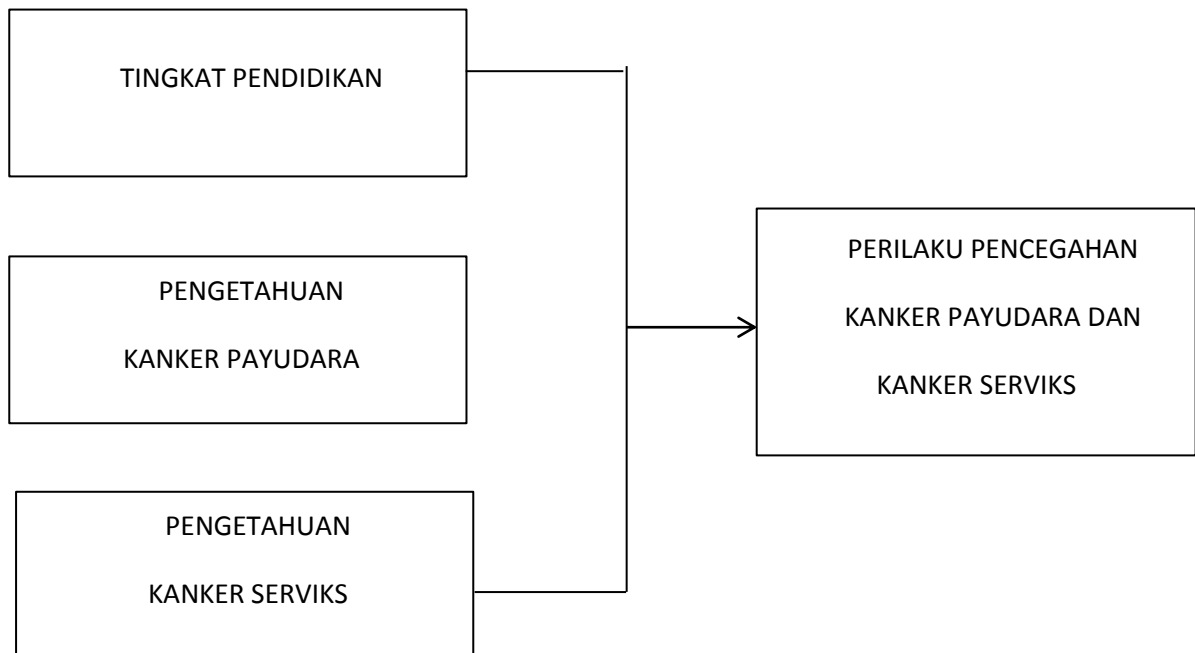 TINGKAT PENDIDIKAN
PENGETAHUAN
KANKER PAYUDARA
PENGETAHUAN
KANKER SERVIKS
PERILAKU PENCEGAHAN
KANKER PAYUDARA DAN
KANKER SERVIKS